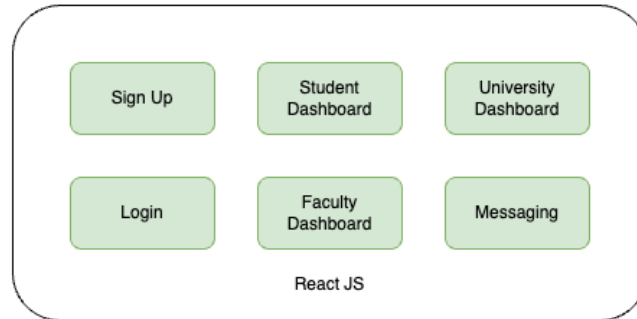 Sign Up
Student
Dashboard
University
Dashboard
Login
Faculty
Dashboard
Messaging
React JS